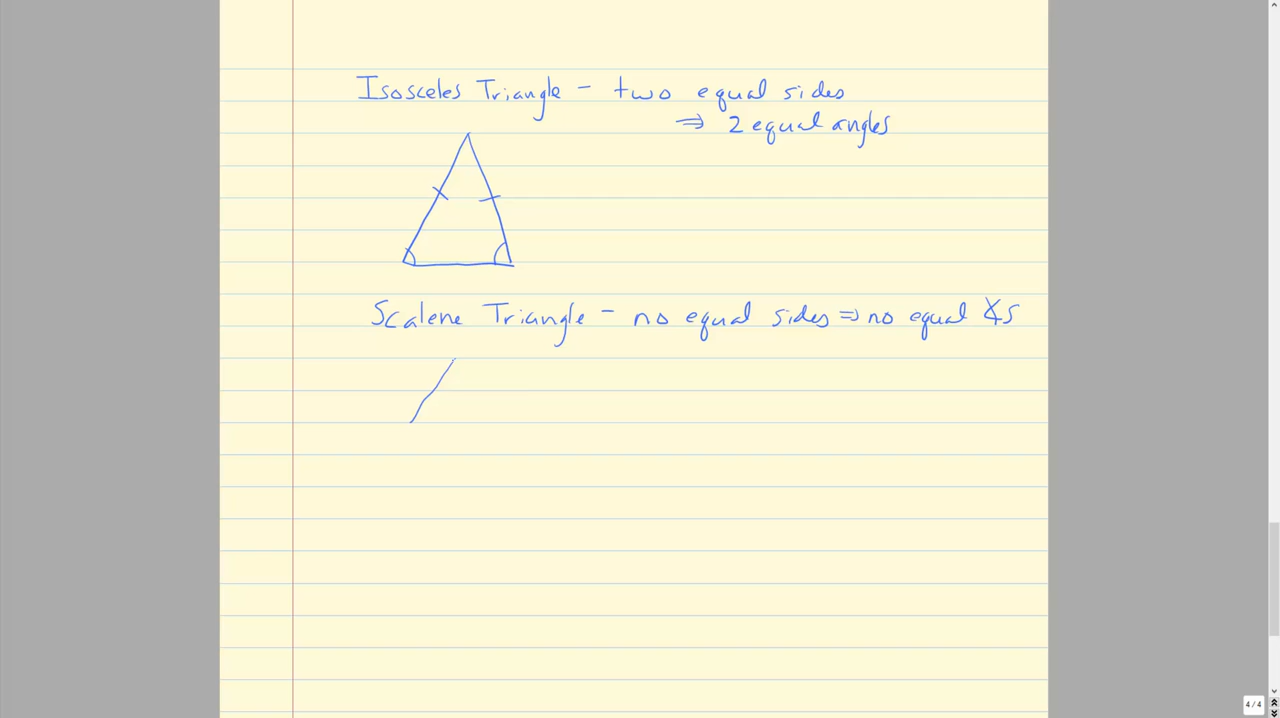 Isosceles Triangle - two equal sides
⇒ 2 equal angles
Scalene Triangle - no equal sides ⇒ no equal ∡s
4/4